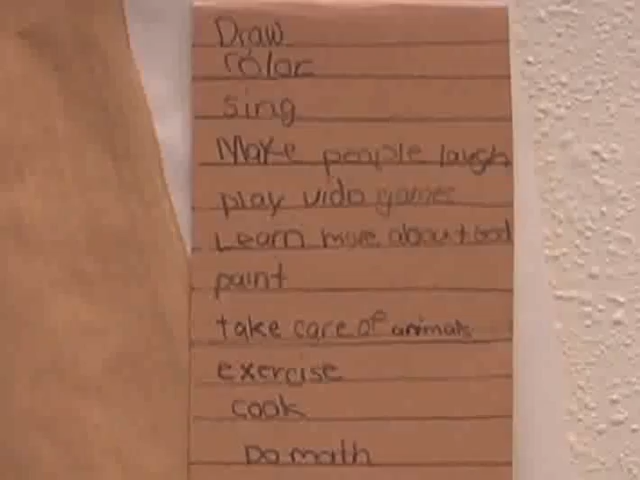 Draw
color
sing
Make people laugh
play vido games
Learn more about God
paint
take care of animals
exercise
cook
Do math